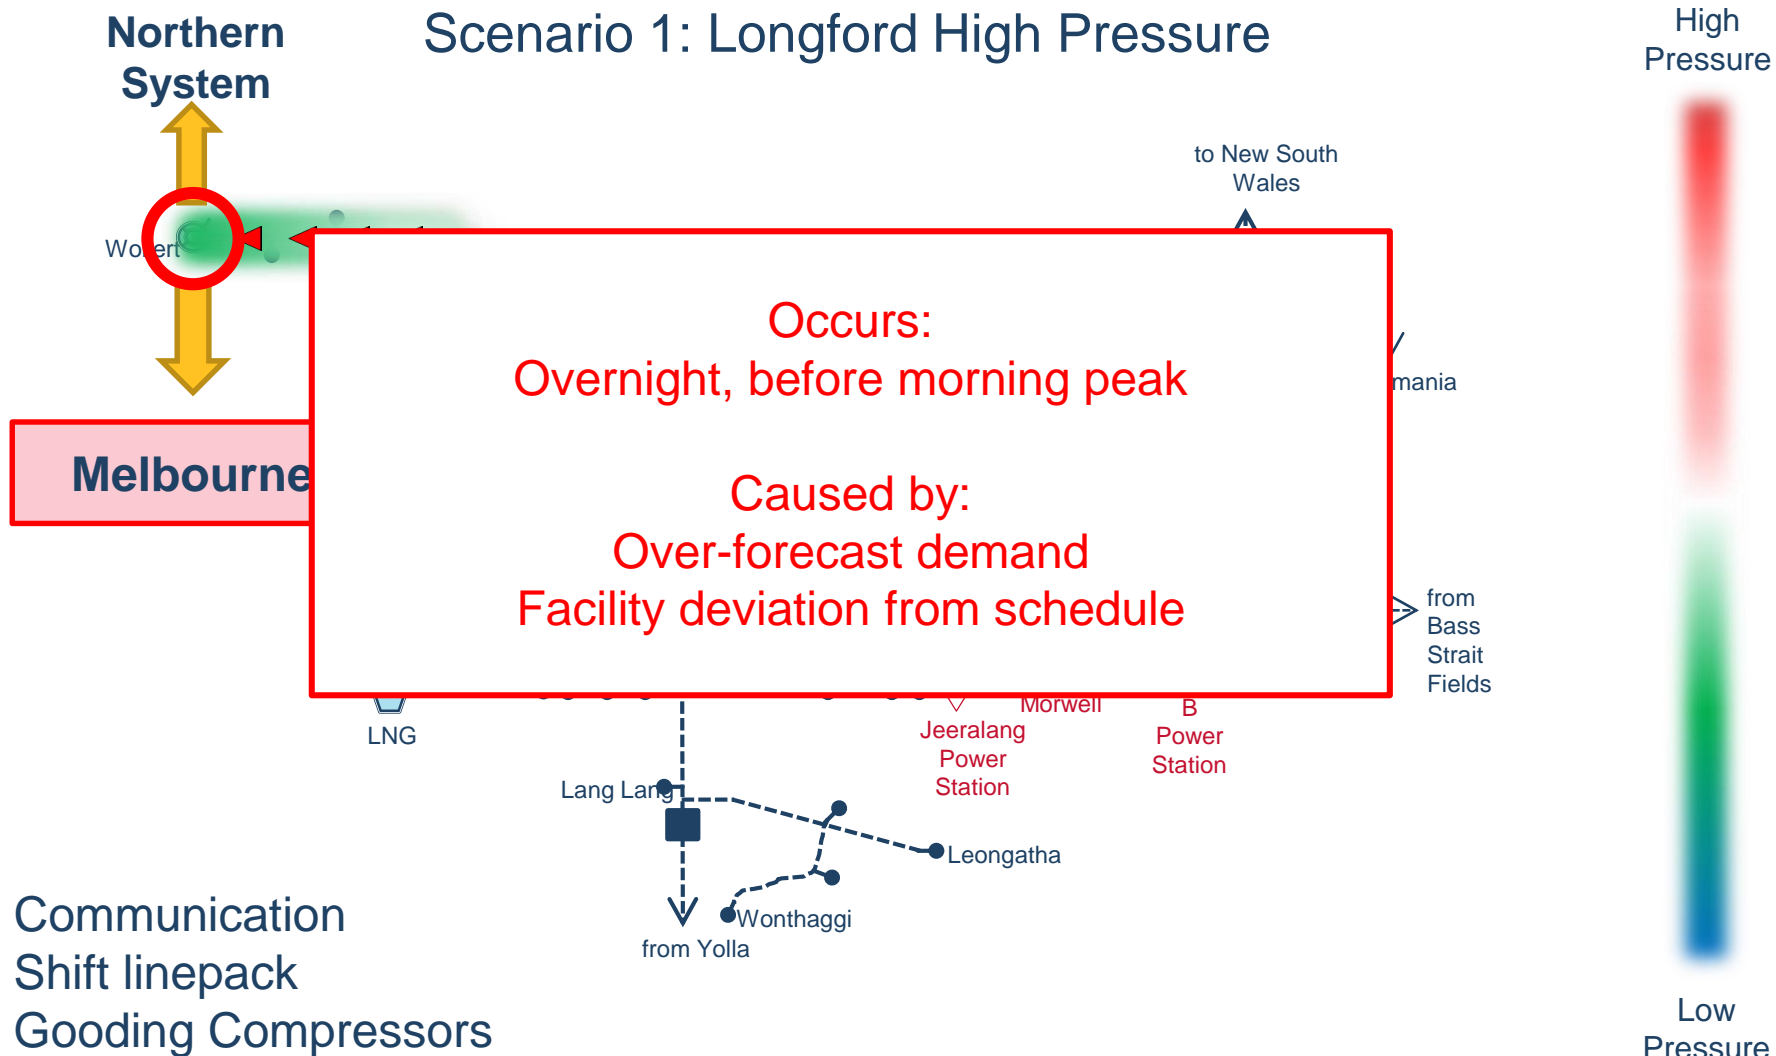 Northern
System
Scenario 1: Longford High Pressure
High
Pressure
to New South
Wales
Occurs:
Overnight, before morning peak
Caused by:
Over-forecast demand
Facility deviation from schedule
mania
Melbourne
from
Bass
Strait
Fields
LNG
Morwell
Jeeralang
Power
Station
B
Power
Station
Lang Lang
Leongatha
Wonthaggi
from Yolla
Communication
Shift linepack
Gooding Compressors
Low
Pressure